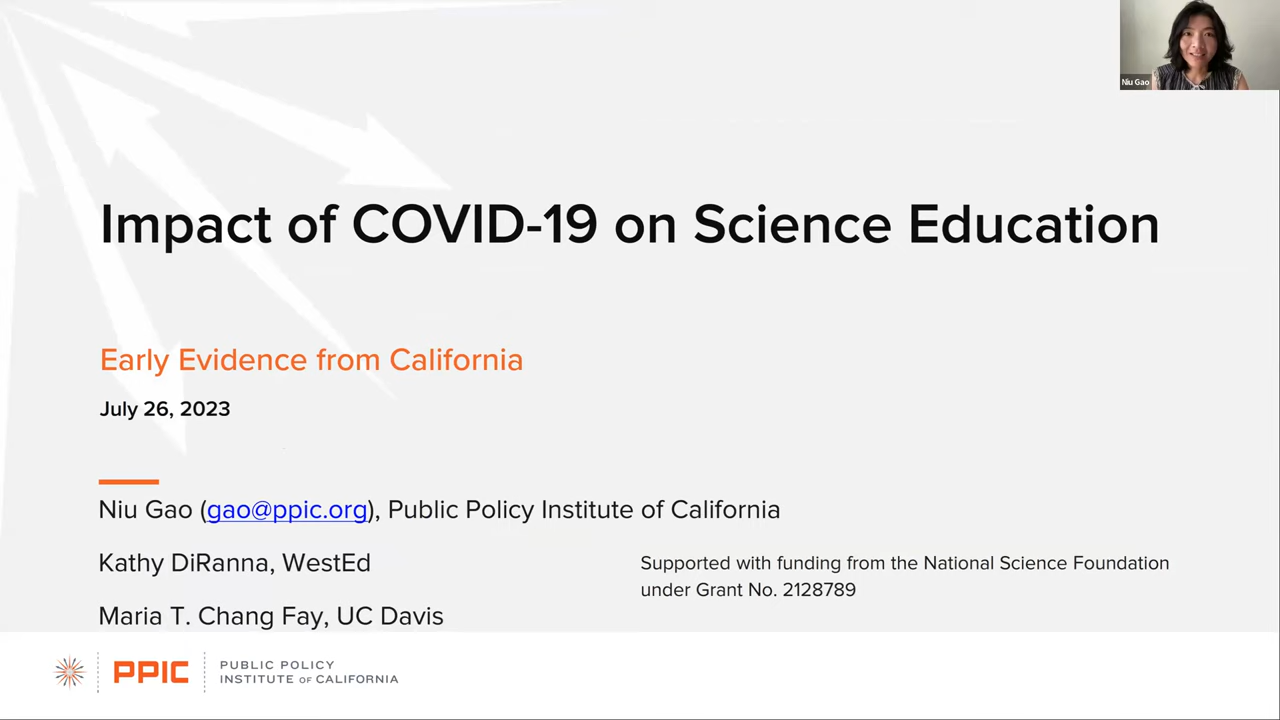 Niu Gao
Impact of COVID-19 on Science Education
Early Evidence from California
July 26, 2023
Niu Gao (gao@ppic.org), Public Policy Institute of California
Kathy DiRanna, WestEd
Maria T. Chang Fay, UC Davis
Supported with funding from the National Science Foundation
under Grant No. 2128789
PPIC
PUBLIC POLICY
INSTITUTE OF CALIFORNIA